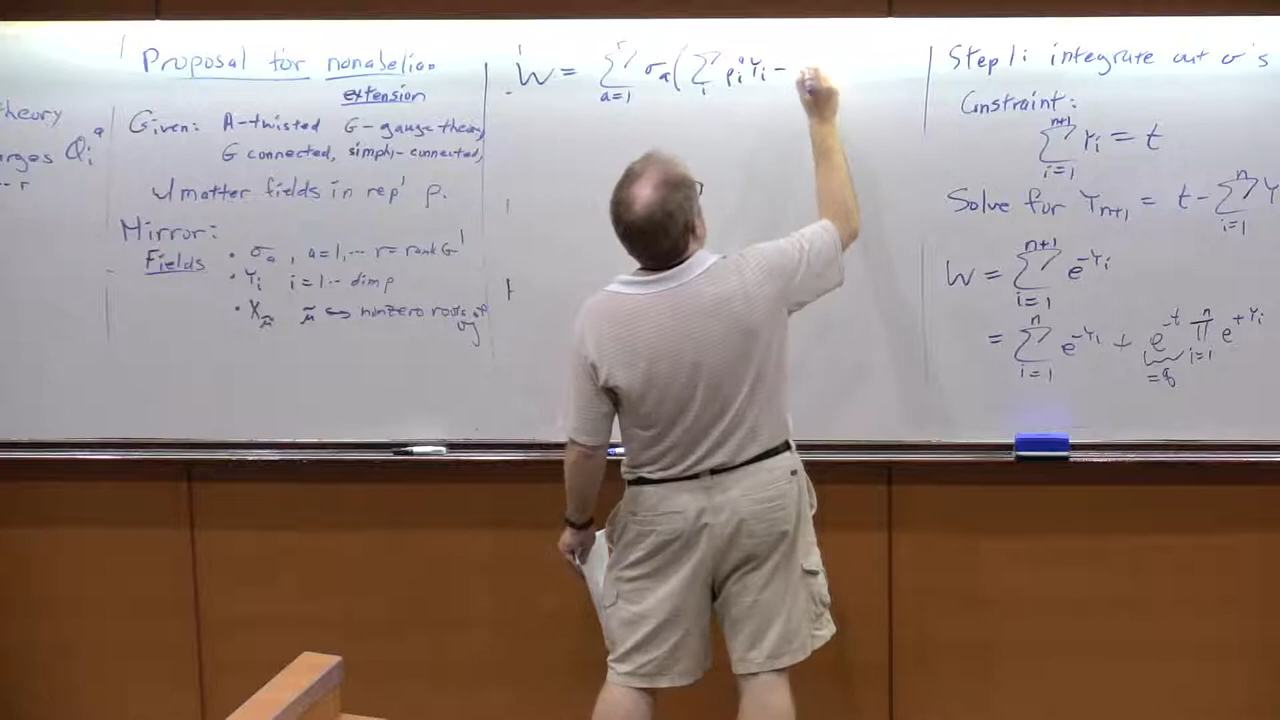 theory
arges Q_i^a
-- r
Proposal for nonabelian
extension
Given: A-twisted G-gauge theory,
G connected, simply-connected,
w/ matter fields in rep' ρ.
Mirror:
Fields
• σ_a , a=1,... r = rank G
• Y_i i=1... dim ρ
• X_μ̃ μ̃ ↔ nonzero roots of g
W = Σ_{a=1}^r σ_a ( Σ_i ρ_i^a Y_i −
Step 1: integrate out σ's
Constraint:
Σ_{i=1}^{n+1} Y_i = t
Solve for Y_{n+1} = t - Σ_{i=1}^n Y
W = Σ_{i=1}^{n+1} e^{-Y_i}
= Σ_{i=1}^n e^{-Y_i} + e^{-t} Π_{i=1}^n e^{+Y_i}
= q